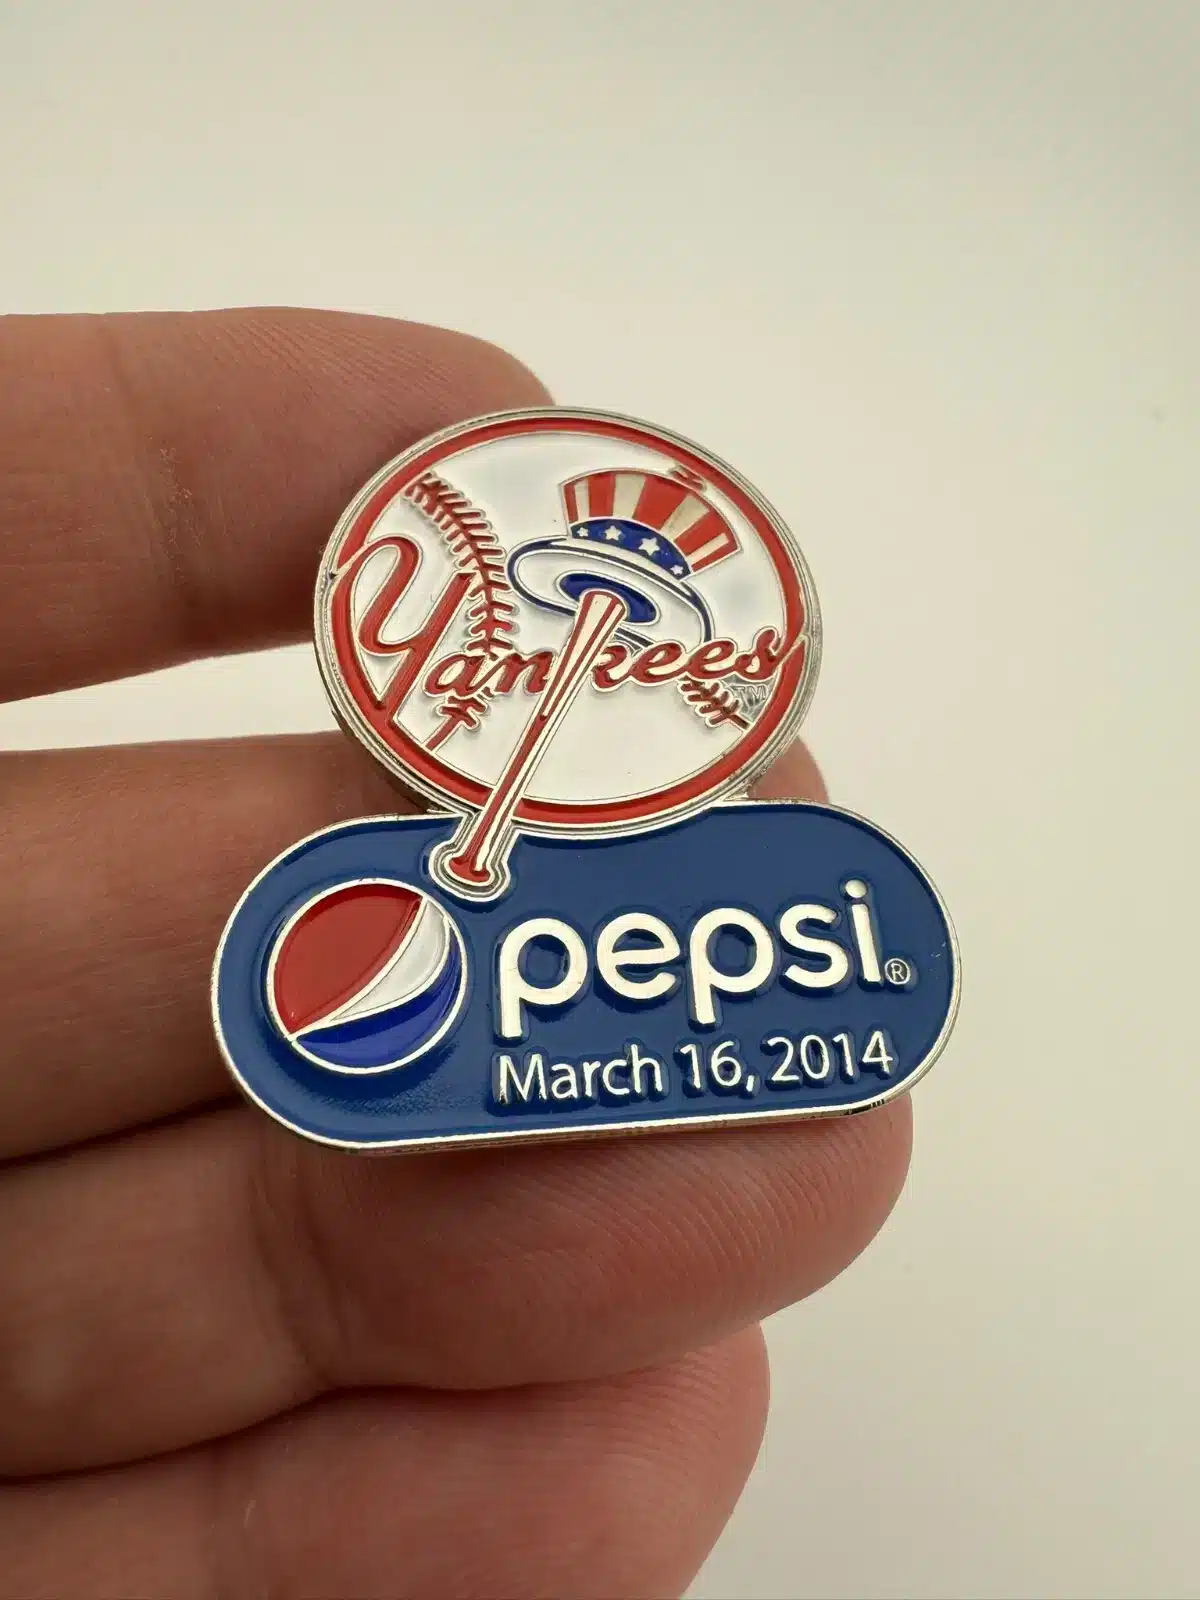 Yankees TM
pepsi®
March 16, 2014